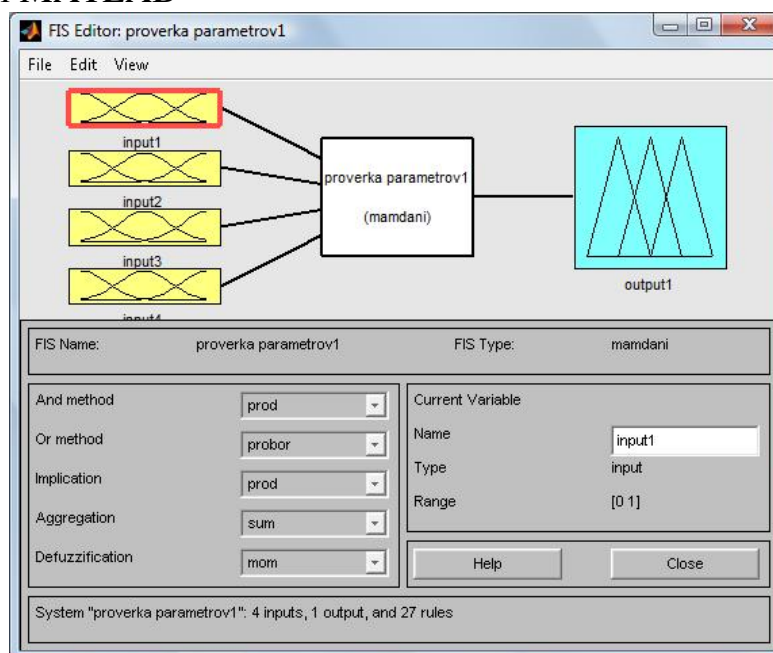 FIS Editor: proverka parametrov1
File Edit View
input1
input2
input3
input4
proverka parametrov1
(mamdani)
output1
FIS Name: proverka parametrov1 FIS Type: mamdani
And method prod
Or method probor
Implication prod
Aggregation sum
Defuzzification mom
Current Variable
Name input1
Type input
Range [0 1]
Help Close
System "proverka parametrov1": 4 inputs, 1 output, and 27 rules